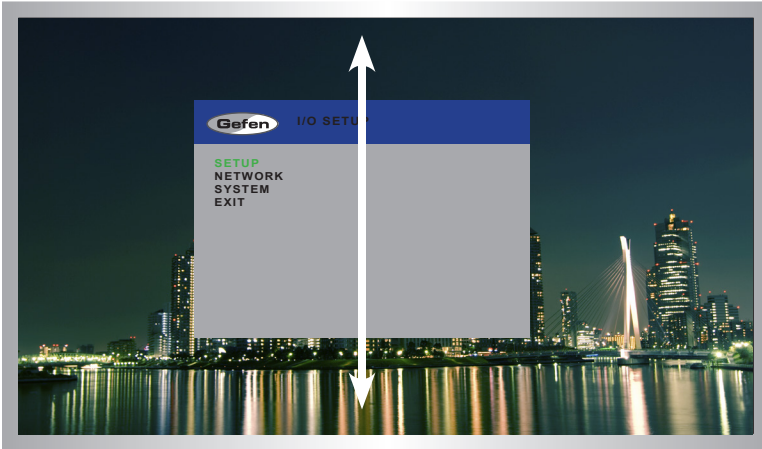 Gefen
I/O SETUP
SETUP
NETWORK
SYSTEM
EXIT